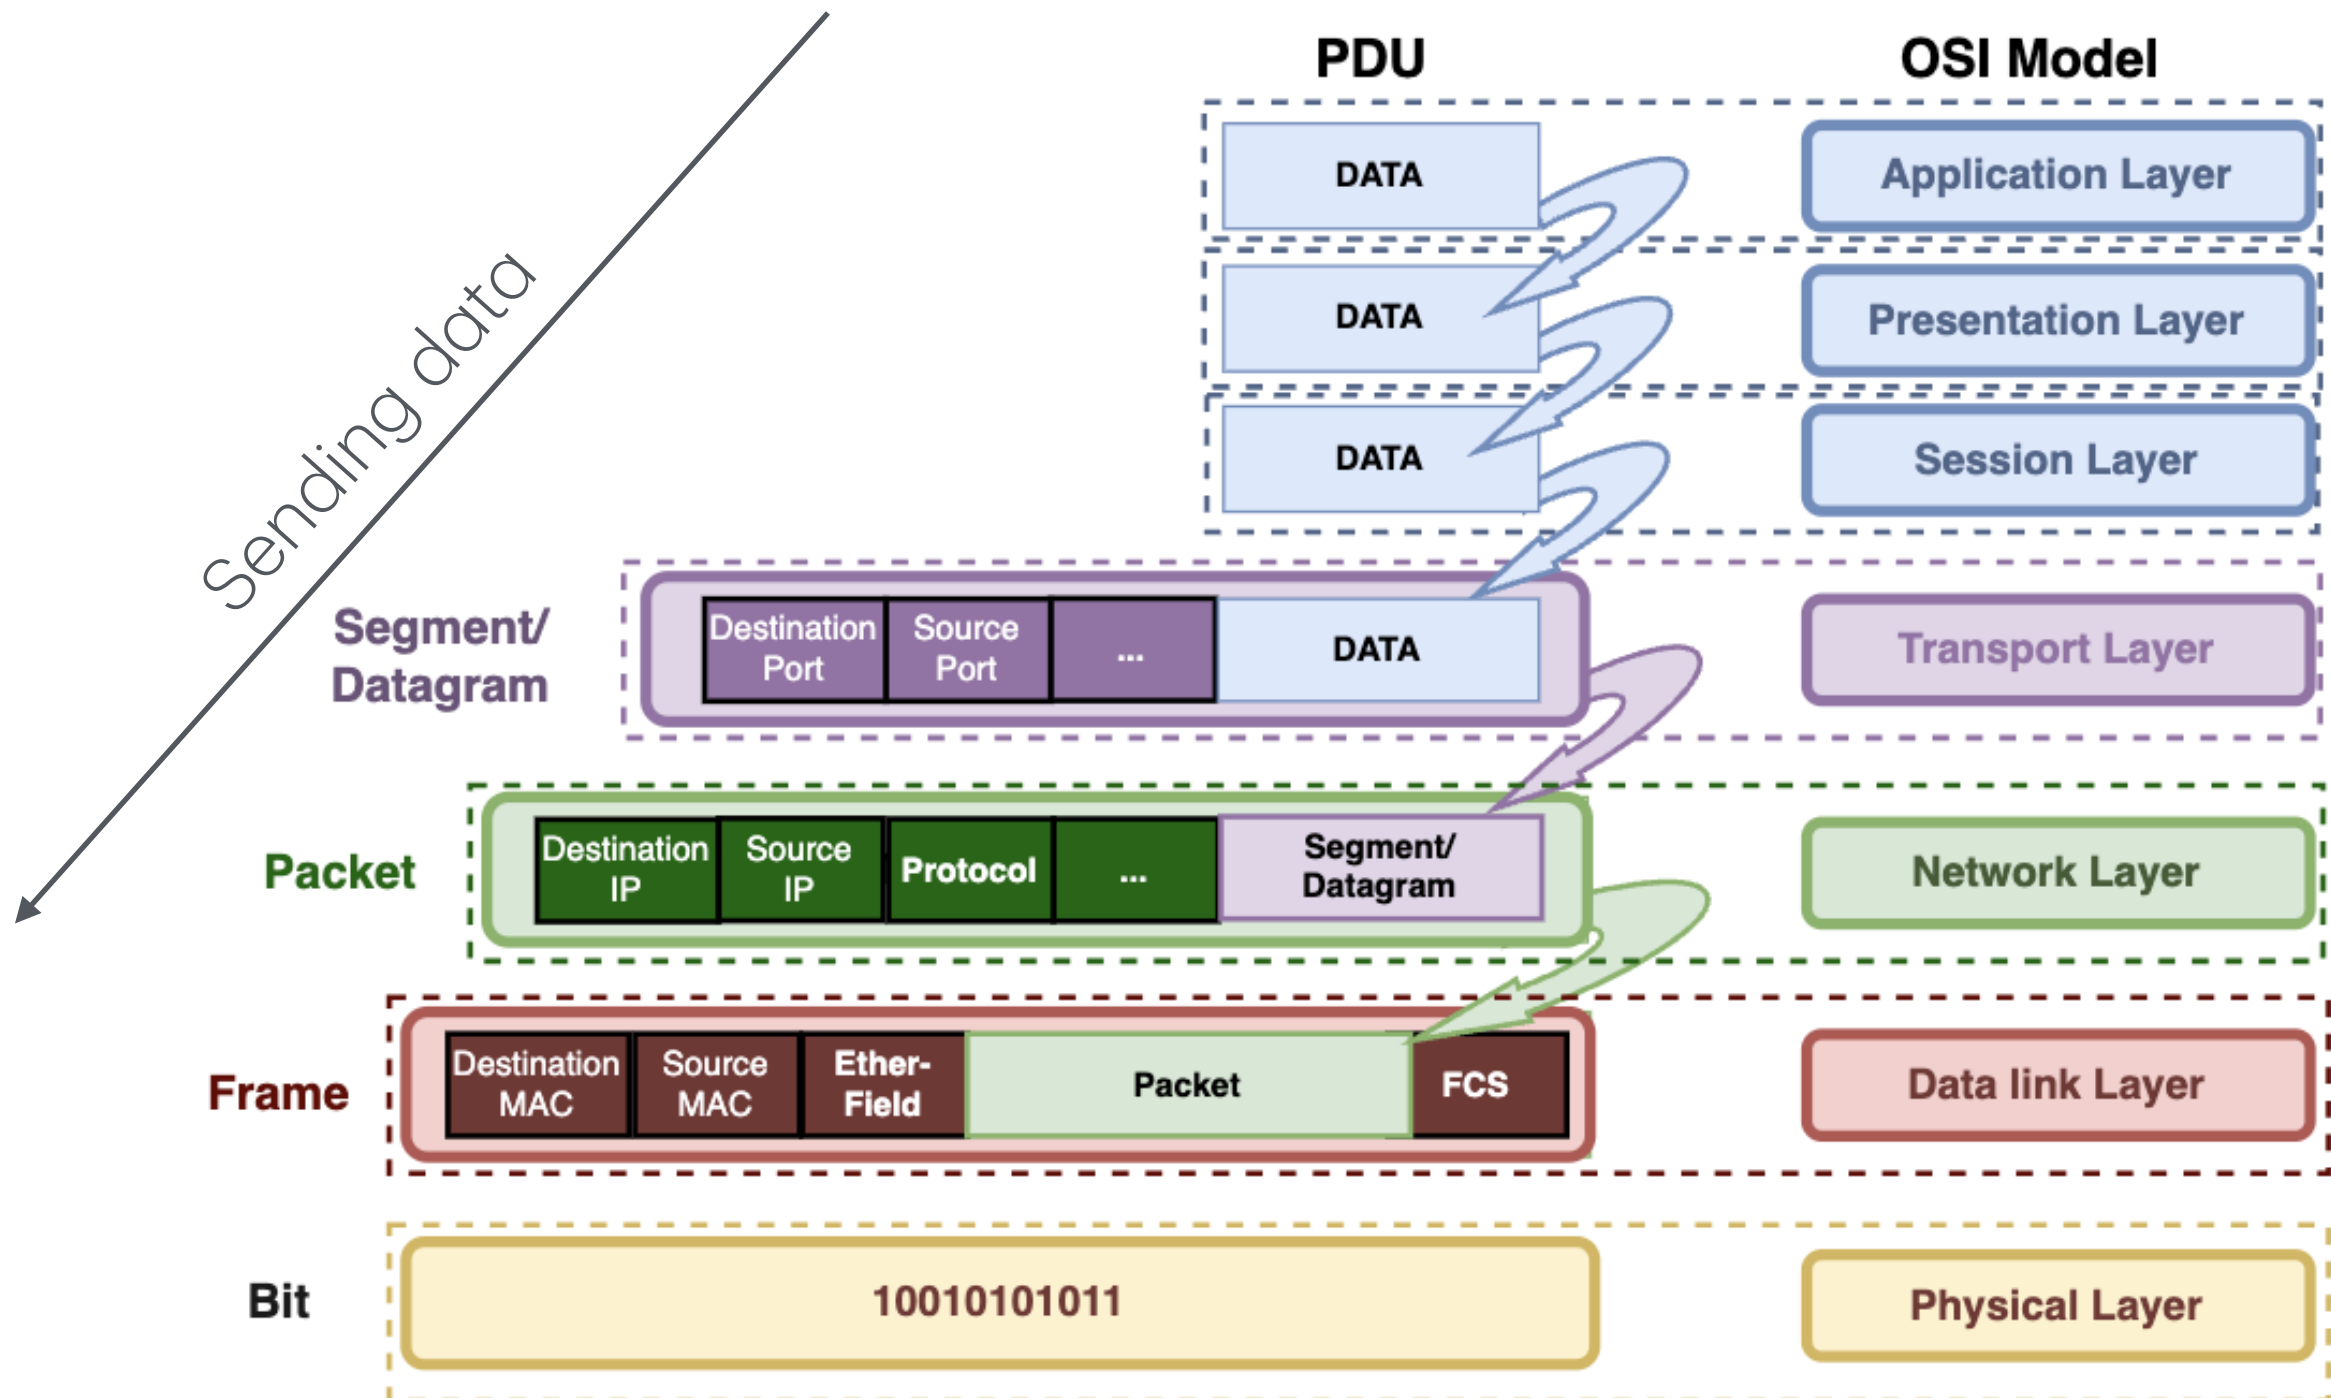 PDU
OSI Model
Sending data
DATA
Application Layer
DATA
Presentation Layer
DATA
Session Layer
Segment/
Datagram
Destination
Port
Source
Port
...
DATA
Transport Layer
Packet
Destination
IP
Source
IP
Protocol
...
Segment/
Datagram
Network Layer
Frame
Destination
MAC
Source
MAC
Ether-
Field
Packet
FCS
Data link Layer
Bit
10010101011
Physical Layer